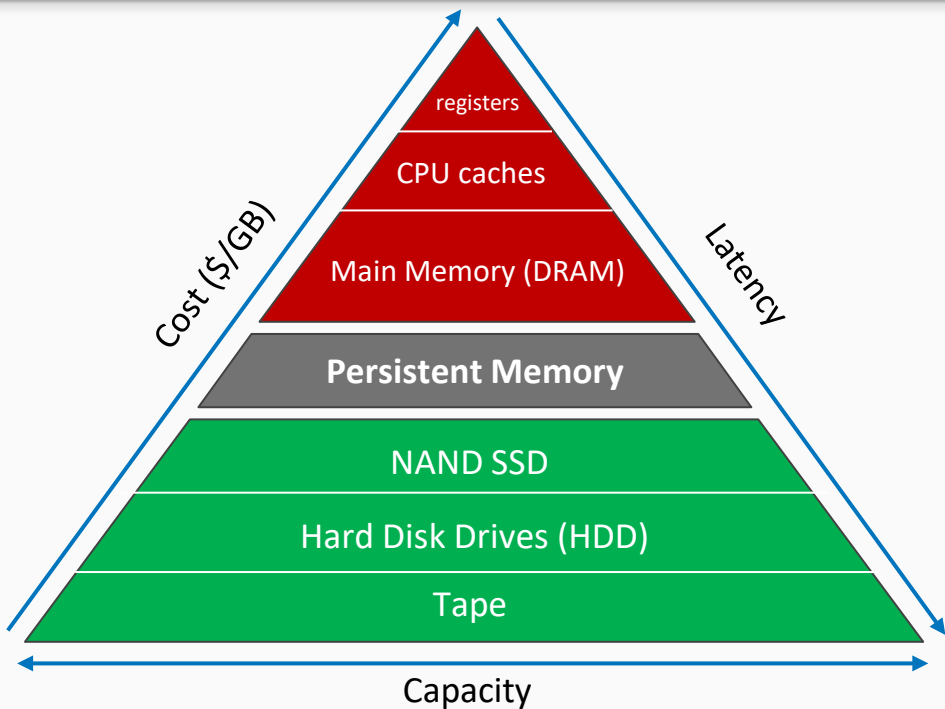 registers
CPU caches
Cost ($/GB)
Latency
Main Memory (DRAM)
Persistent Memory
NAND SSD
Hard Disk Drives (HDD)
Tape
Capacity